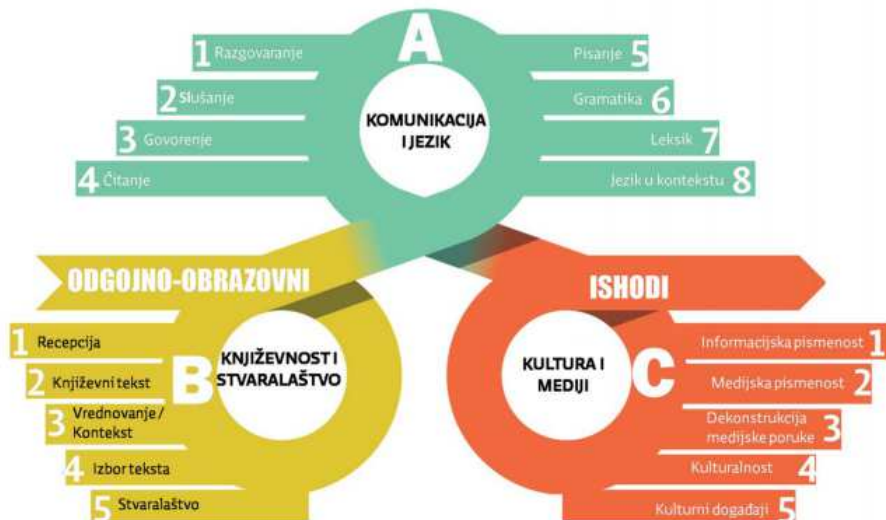 A
KOMUNIKACIJA
I JEZIK
1 Razgovaranje
2 Slušanje
3 Govorenje
4 Čitanje
Pisanje 5
Gramatika 6
Leksik 7
Jezik u kontekstu 8
ODGOJNO-OBRAZOVNI
ISHODI
B
KNJIŽEVNOST I
STVARALAŠTVO
1 Recepcija
2 Književni tekst
3 Vrednovanje /
Kontekst
4 Izbor teksta
5 Stvaralaštvo
C
KULTURA I
MEDIJI
Informacijska pismenost 1
Medijska pismenost 2
Dekonstrukcija
medijske poruke 3
Kulturalnost 4
Kulturni događaji 5